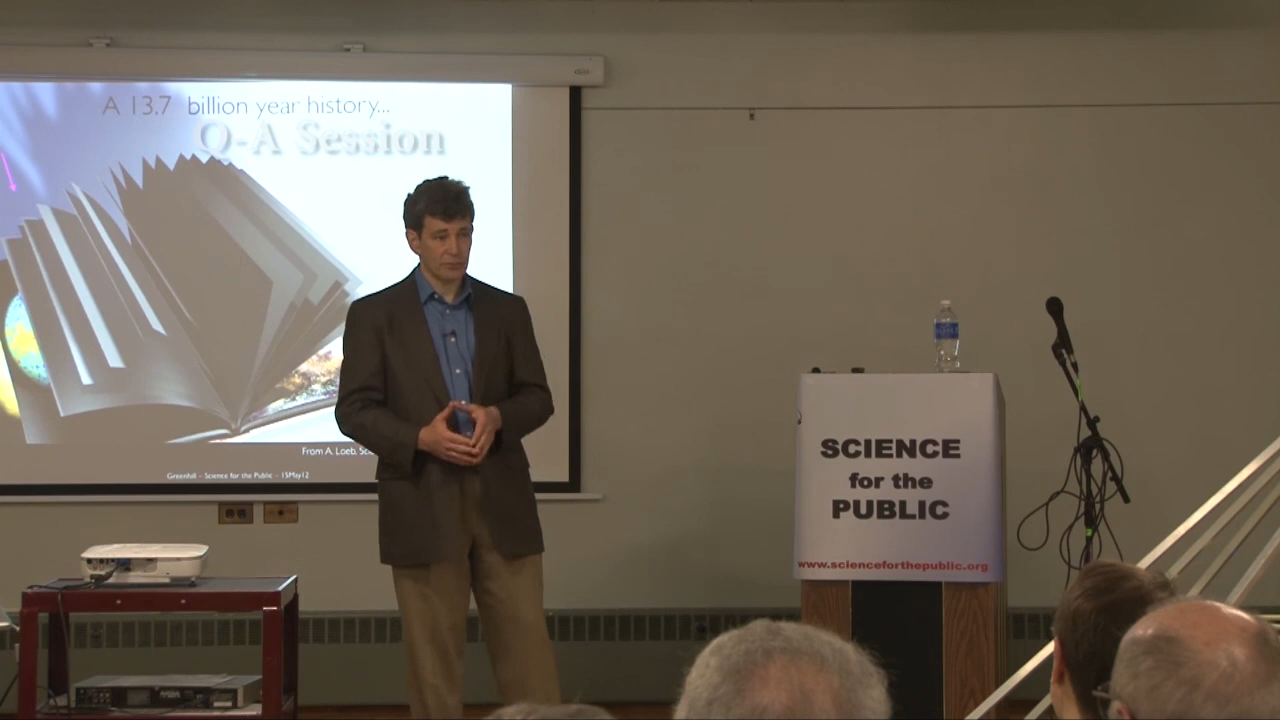 A 13.7 billion year history...
Q-A Session
From A. Loeb,
Greenhill - Science for the Public - 15May12
SCIENCE
for the
PUBLIC
www.scienceforthepublic.org